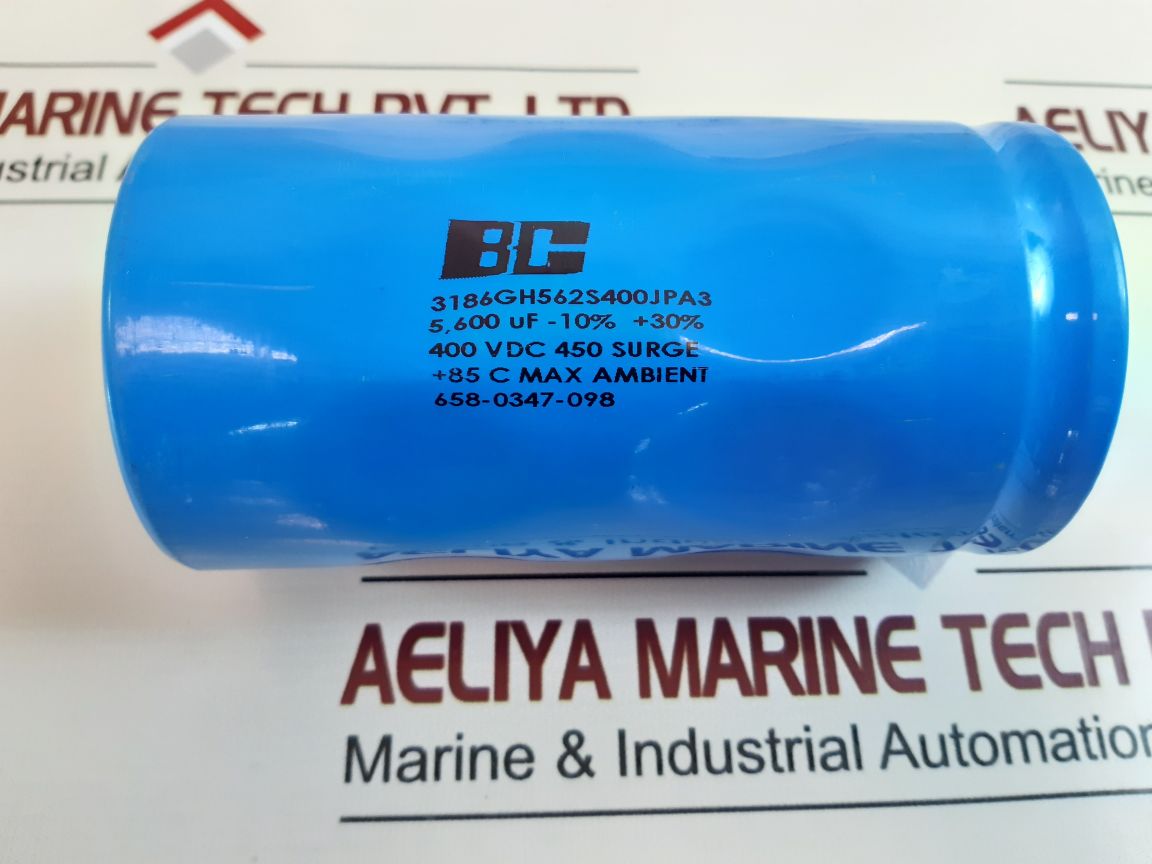 MARINE TECH PVT. LTD
ustrial A
AELIY
rine
BC
3186GH562S400JPA3
5,600 uF -10% +30%
400 VDC 450 SURGE
+85 C MAX AMBIENT
658-0347-098
AELIYA MARINE TECH
Marine & Industrial Automation